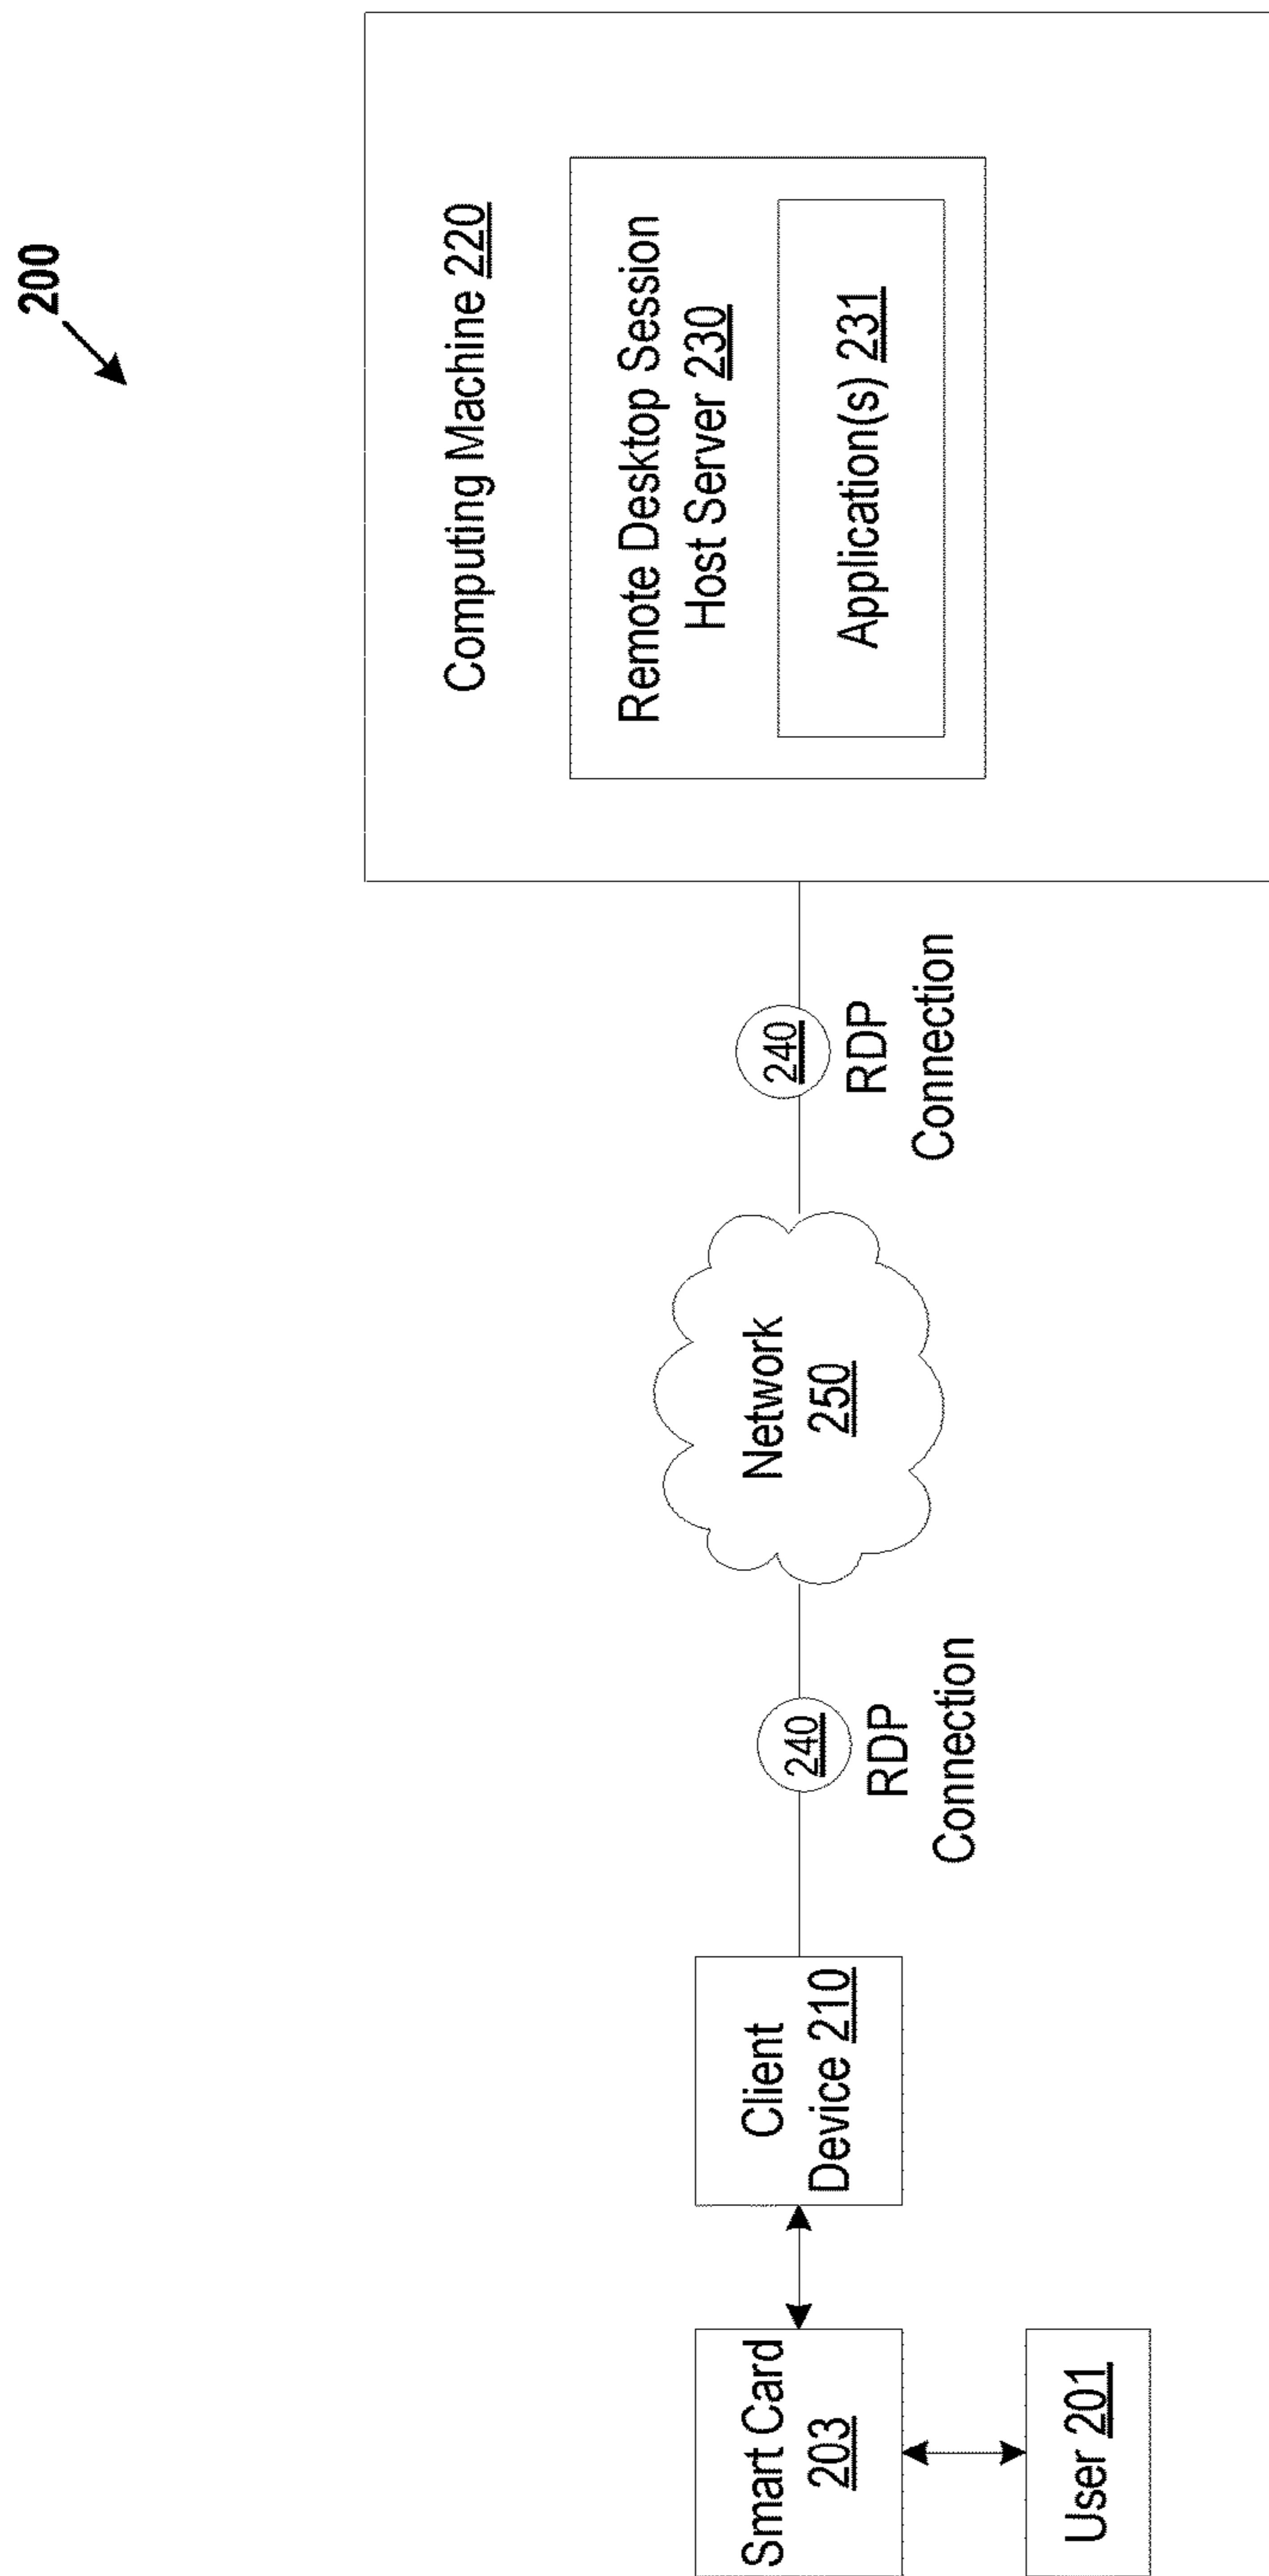 200
Smart Card
203
User 201
Client
Device 210
240
RDP
Connection
Network
250
240
RDP
Connection
Computing Machine 220
Remote Desktop Session
Host Server 230
Application(s) 231